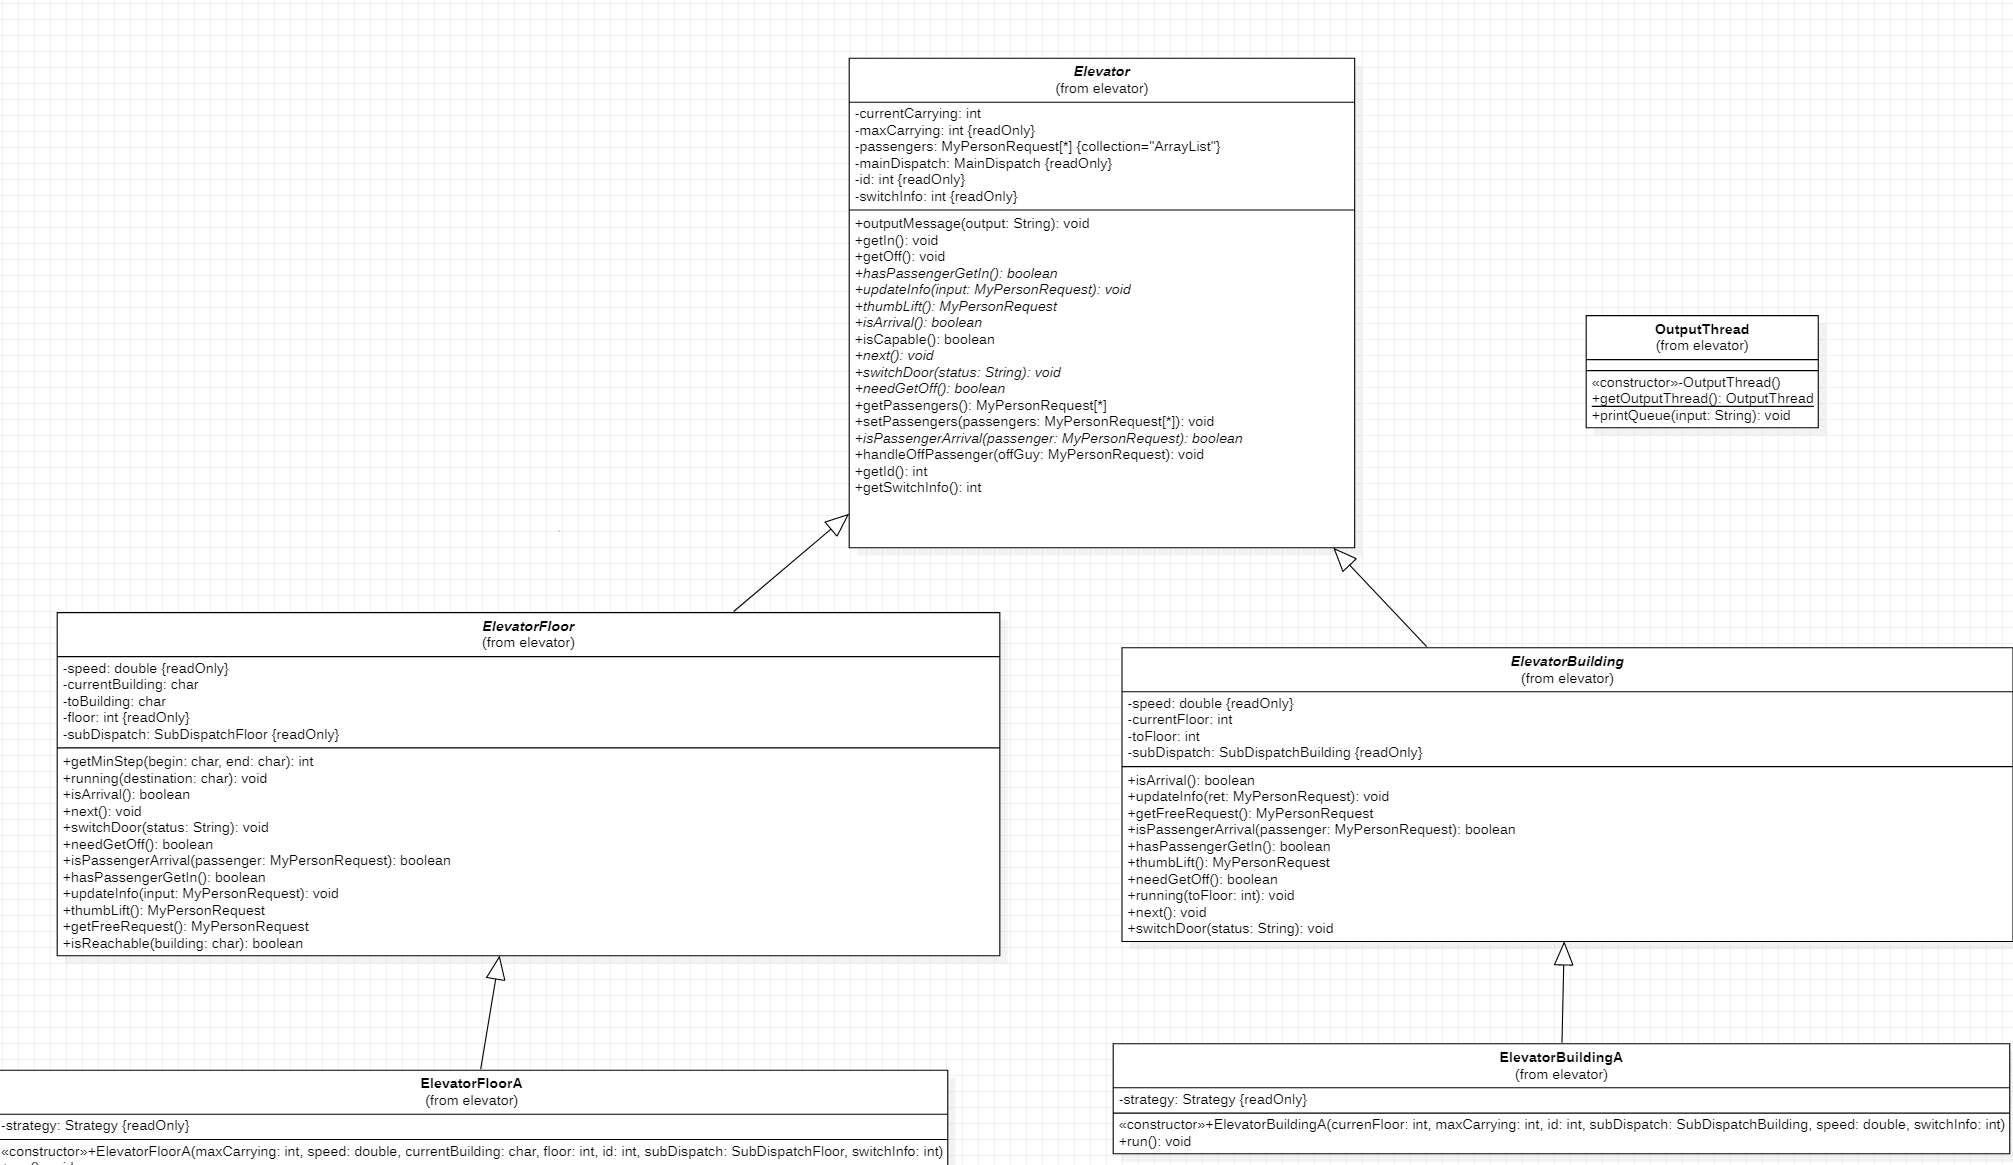 Elevator
(from elevator)
-currentCarrying: int
-maxCarrying: int {readOnly}
-passengers: MyPersonRequest[*] {collection="ArrayList"}
-mainDispatch: MainDispatch {readOnly}
-id: int {readOnly}
-switchInfo: int {readOnly}
+outputMessage(output: String): void
+getIn(): void
+getOff(): void
+hasPassengerGetIn(): boolean
+updateInfo(input: MyPersonRequest): void
+thumbLift(): MyPersonRequest
+isArrival(): boolean
+isCapable(): boolean
+next(): void
+switchDoor(status: String): void
+needGetOff(): boolean
+getPassengers(): MyPersonRequest[*]
+setPassengers(passengers: MyPersonRequest[*]): void
+isPassengerArrival(passenger: MyPersonRequest): boolean
+handleOffPassenger(offGuy: MyPersonRequest): void
+getId(): int
+getSwitchInfo(): int
OutputThread
(from elevator)
«constructor»-OutputThread()
+getOutputThread(): OutputThread
+printQueue(input: String): void
ElevatorFloor
(from elevator)
-speed: double {readOnly}
-currentBuilding: char
-toBuilding: char
-floor: int {readOnly}
-subDispatch: SubDispatchFloor {readOnly}
+getMinStep(begin: char, end: char): int
+running(destination: char): void
+isArrival(): boolean
+next(): void
+switchDoor(status: String): void
+needGetOff(): boolean
+isPassengerArrival(passenger: MyPersonRequest): boolean
+hasPassengerGetIn(): boolean
+updateInfo(input: MyPersonRequest): void
+thumbLift(): MyPersonRequest
+getFreeRequest(): MyPersonRequest
+isReachable(building: char): boolean
ElevatorBuilding
(from elevator)
-speed: double {readOnly}
-currentFloor: int
-toFloor: int
-subDispatch: SubDispatchBuilding {readOnly}
+isArrival(): boolean
+updateInfo(ret: MyPersonRequest): void
+getFreeRequest(): MyPersonRequest
+isPassengerArrival(passenger: MyPersonRequest): boolean
+hasPassengerGetIn(): boolean
+thumbLift(): MyPersonRequest
+needGetOff(): boolean
+running(toFloor: int): void
+next(): void
+switchDoor(status: String): void
ElevatorFloorA
(from elevator)
-strategy: Strategy {readOnly}
«constructor»+ElevatorFloorA(maxCarrying: int, speed: double, currentBuilding: char, floor: int, id: int, subDispatch: SubDispatchFloor, switchInfo: int)
ElevatorBuildingA
(from elevator)
-strategy: Strategy {readOnly}
«constructor»+ElevatorBuildingA(currenFloor: int, maxCarrying: int, id: int, subDispatch: SubDispatchBuilding, speed: double, switchInfo: int)
+run(): void